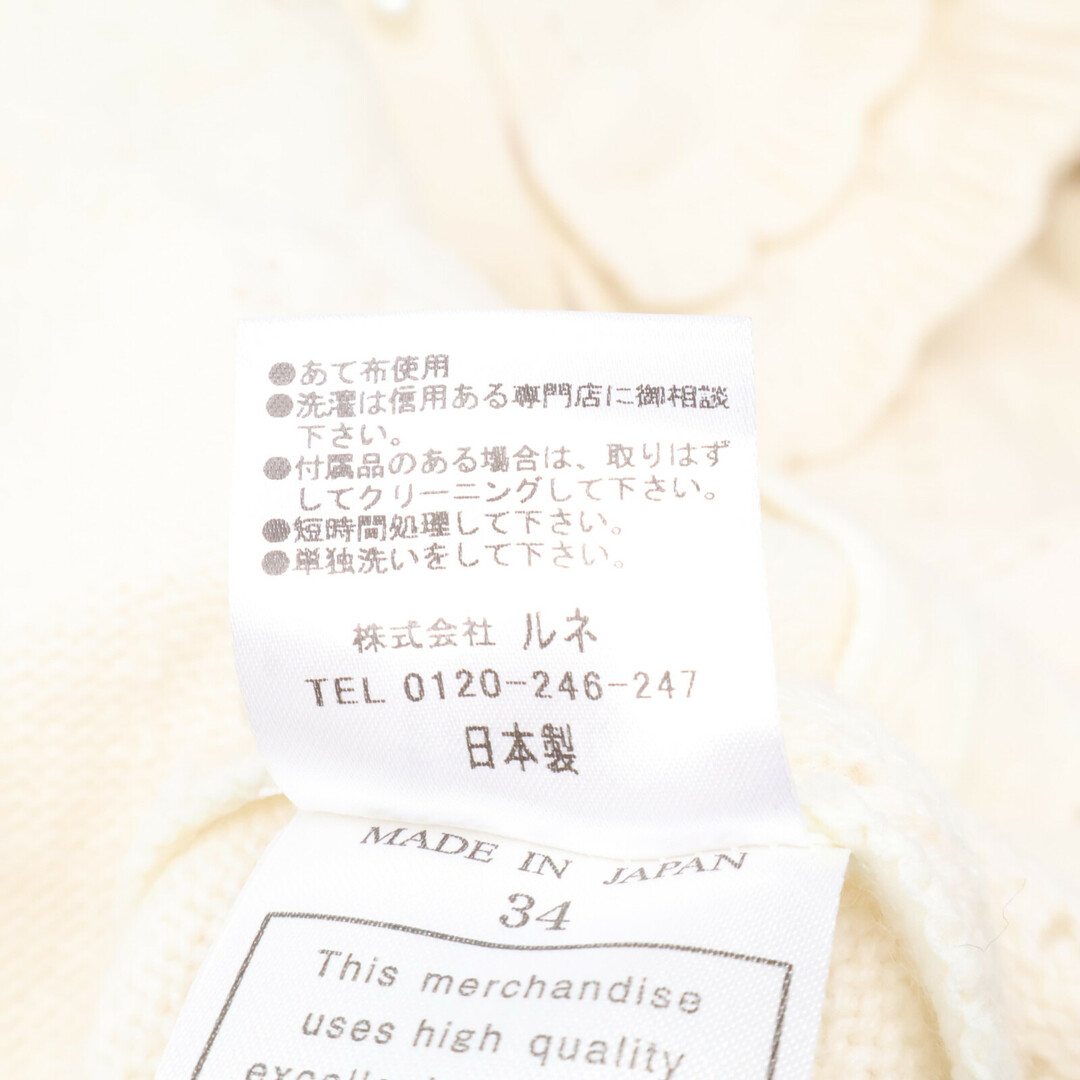 ●あて布使用
●洗濯は信用ある専門店に御相談
下さい。
●付属品のある場合は、取りはず
してクリーニングして下さい。
●短時間処理して下さい。
●単独洗いをして下さい。
株式会社 ルネ
TEL 0120-246-247
日本製
MADE IN JAPAN
34
This merchandise
uses high quality